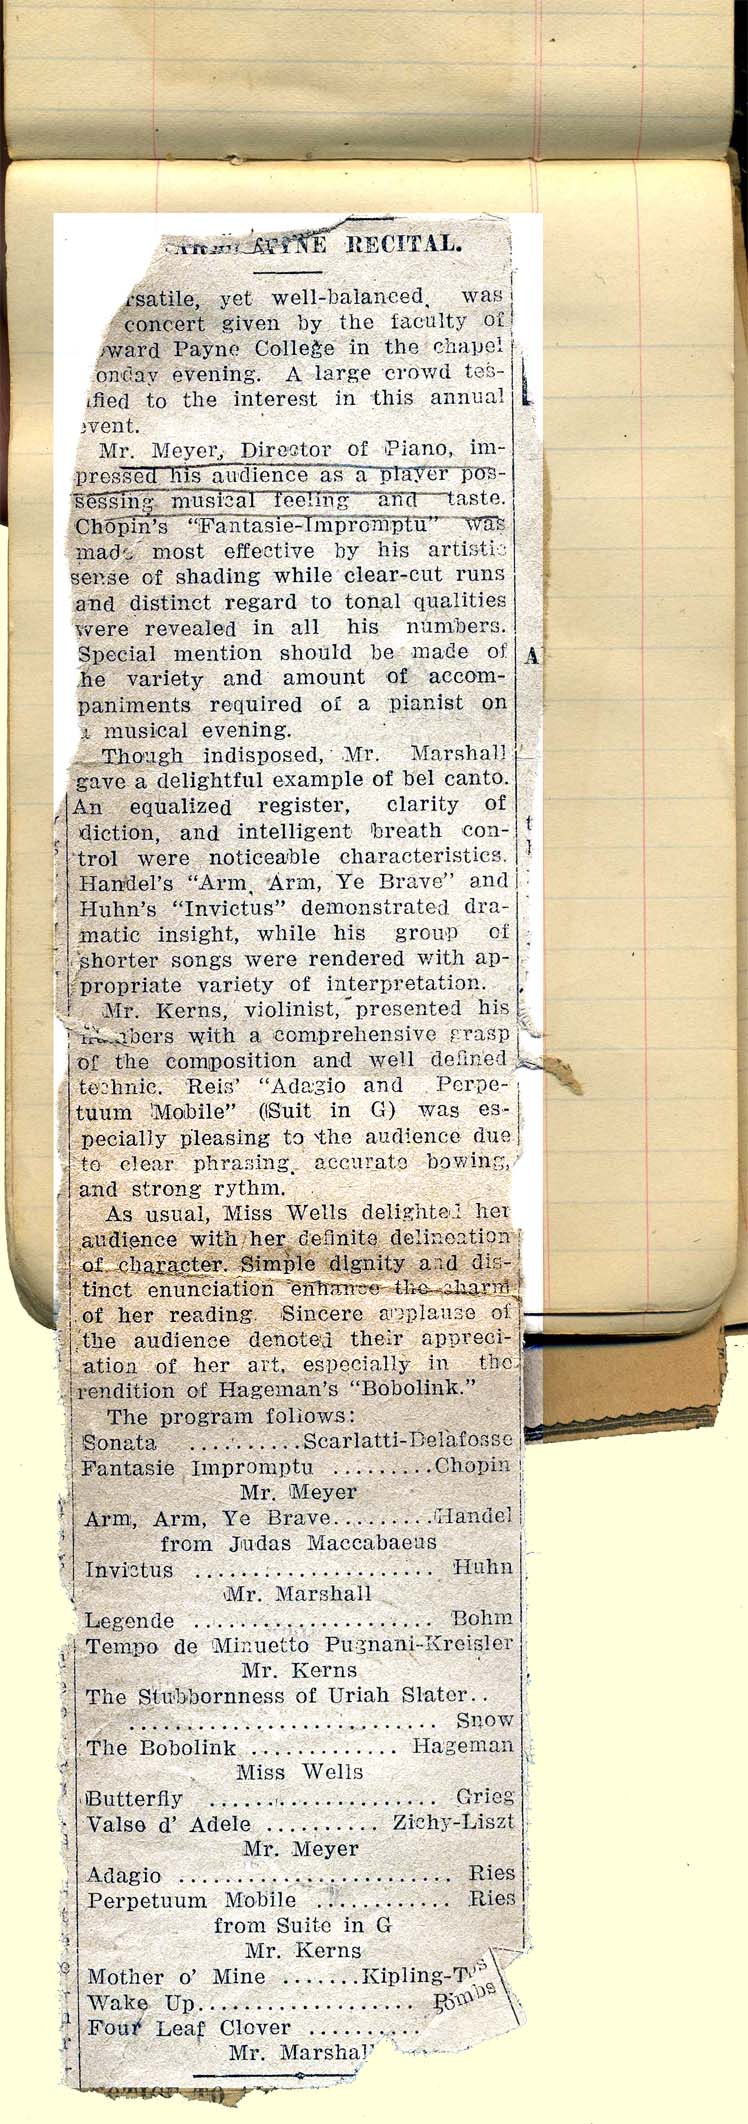 RECITAL.
yet well-balanced, was
concert given by the faculty of
Payne College in the chapel
evening. A large crowd tes-
to the interest in this annual
event.
Mr. Meyer, Director of Piano, im-
pressed his audience as a player pos-
sessing musical feeling and taste.
Chopin's "Fantasie-Impromptu" was
made most effective by his artistic
sense of shading while clear-cut runs
and distinct regard to tonal qualities
were revealed in all his numbers.
Special mention should be made of
he variety and amount of accom-
paniments required of a pianist on
a musical evening.
Though indisposed, Mr. Marshall
gave a delightful example of bel canto.
An equalized register, clarity of
diction, and intelligent breath con-
trol were noticeable characteristics.
Handel's "Arm, Arm, Ye Brave" and
Huhn's "Invictus" demonstrated dra-
matic insight, while his group of
shorter songs were rendered with ap-
propriate variety of interpretation.
Mr. Kerns, violinist, presented his
numbers with a comprehensive grasp
of the composition and well defined
technic. Reis' "Adagio and Perpe-
tuum Mobile" (Suit in G) was es-
pecially pleasing to the audience due
to clear phrasing, accurate bowing,
and strong rythm.
As usual, Miss Wells delighted her
audience with her definite delineation
of character. Simple dignity and dis-
tinct enunciation enhance the charm
of her reading. Sincere applause of
the audience denoted their appreci-
ation of her art, especially in the
rendition of Hageman's "Bobolink."
The program follows:
Sonata ..........Scarlatti-Delafosse
Fantasie Impromptu .........Chopin
Mr. Meyer
Arm, Arm, Ye Brave.........Handel
from Judas Maccabaeus
Invictus ..................... Huhn
Mr. Marshall
Legende ..................... Bohm
Tempo de Minuetto Pugnani-Kreisler
Mr. Kerns
The Stubbornness of Uriah Slater..
........................... Snow
The Bobolink ............. Hageman
Miss Wells
Butterfly .................... Grieg
Valse d' Adele .......... Zichy-Liszt
Mr. Meyer
Adagio ........................ Ries
Perpetuum Mobile ............ Ries
from Suite in G
Mr. Kerns
Mother o' Mine .......Kipling-
Wake Up...................
Four Leaf Clover ..........
Mr. Marshall
A